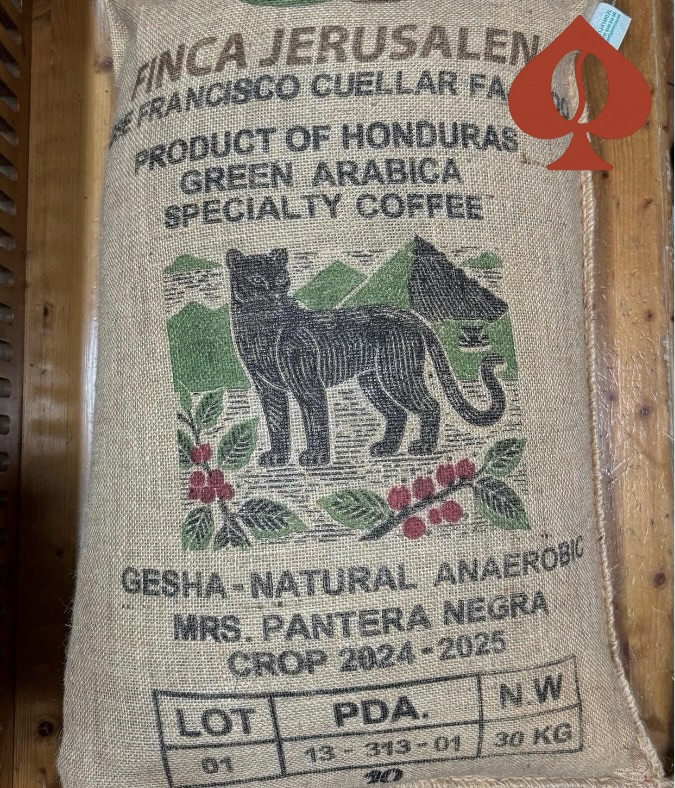 FINCA JERUSALEN
FRANCISCO CUELLAR
PRODUCT OF HONDURAS
GREEN ARABICA
SPECIALTY COFFEE
GESHA-NATURAL ANAEROBIC
MRS. PANTERA NEGRA
CROP 2024-2025
LOT PDA. N.W
01 13-313-01 30 KG